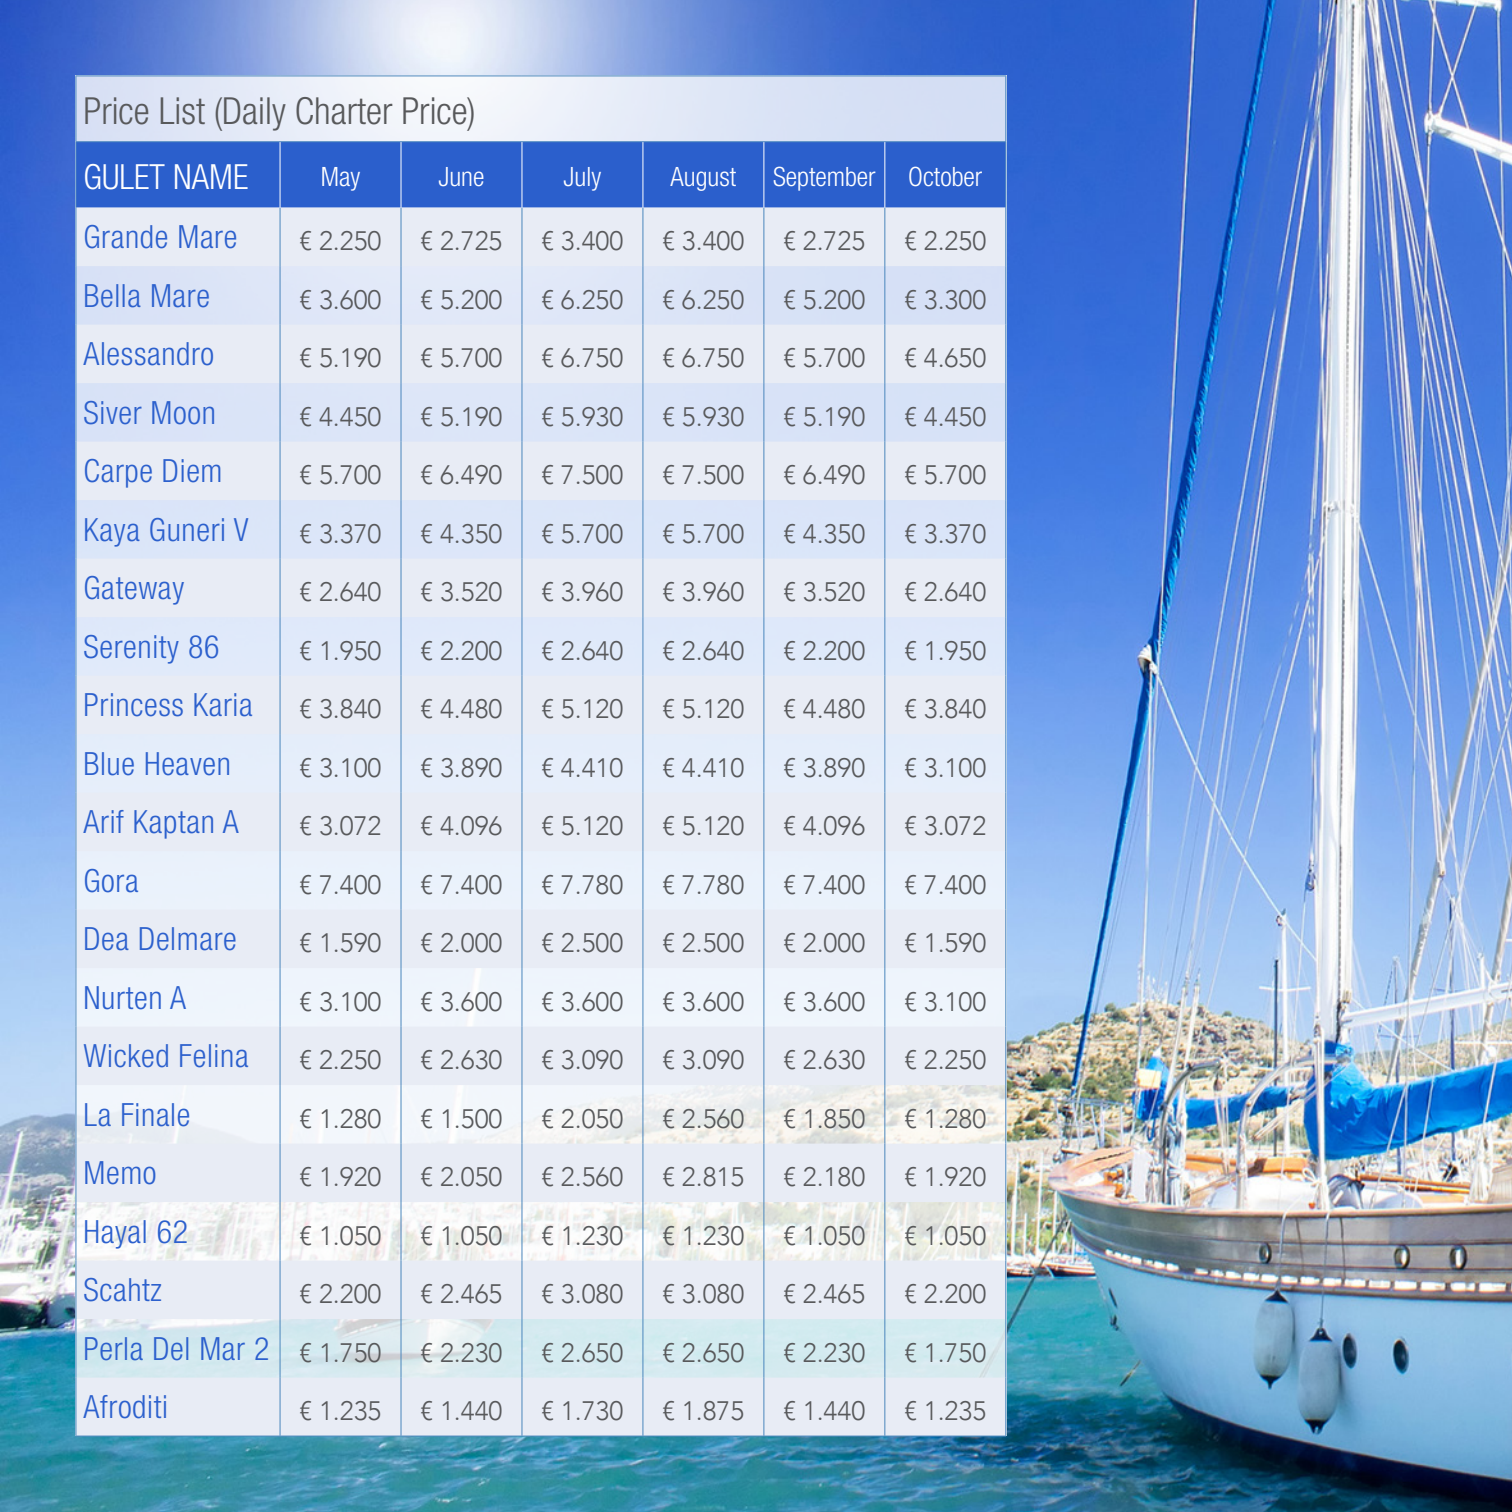 Price List (Daily Charter Price)
GULET NAME May June July August September October
Grande Mare € 2.250 € 2.725 € 3.400 € 3.400 € 2.725 € 2.250
Bella Mare € 3.600 € 5.200 € 6.250 € 6.250 € 5.200 € 3.300
Alessandro € 5.190 € 5.700 € 6.750 € 6.750 € 5.700 € 4.650
Siver Moon € 4.450 € 5.190 € 5.930 € 5.930 € 5.190 € 4.450
Carpe Diem € 5.700 € 6.490 € 7.500 € 7.500 € 6.490 € 5.700
Kaya Guneri V € 3.370 € 4.350 € 5.700 € 5.700 € 4.350 € 3.370
Gateway € 2.640 € 3.520 € 3.960 € 3.960 € 3.520 € 2.640
Serenity 86 € 1.950 € 2.200 € 2.640 € 2.640 € 2.200 € 1.950
Princess Karia € 3.840 € 4.480 € 5.120 € 5.120 € 4.480 € 3.840
Blue Heaven € 3.100 € 3.890 € 4.410 € 4.410 € 3.890 € 3.100
Arif Kaptan A € 3.072 € 4.096 € 5.120 € 5.120 € 4.096 € 3.072
Gora € 7.400 € 7.400 € 7.780 € 7.780 € 7.400 € 7.400
Dea Delmare € 1.590 € 2.000 € 2.500 € 2.500 € 2.000 € 1.590
Nurten A € 3.100 € 3.600 € 3.600 € 3.600 € 3.600 € 3.100
Wicked Felina € 2.250 € 2.630 € 3.090 € 3.090 € 2.630 € 2.250
La Finale € 1.280 € 1.500 € 2.050 € 2.560 € 1.850 € 1.280
Memo € 1.920 € 2.050 € 2.560 € 2.815 € 2.180 € 1.920
Hayal 62 € 1.050 € 1.050 € 1.230 € 1.230 € 1.050 € 1.050
Scahtz € 2.200 € 2.465 € 3.080 € 3.080 € 2.465 € 2.200
Perla Del Mar 2 € 1.750 € 2.230 € 2.650 € 2.650 € 2.230 € 1.750
Afroditi € 1.235 € 1.440 € 1.730 € 1.875 € 1.440 € 1.235